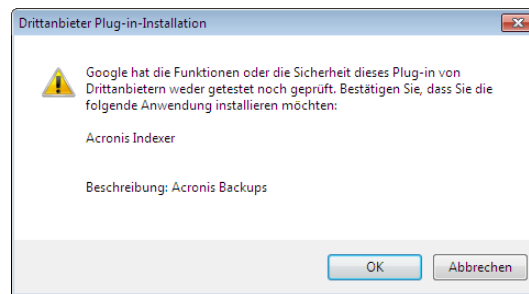 Drittanbieter Plug-in-Installation
Google hat die Funktionen oder die Sicherheit dieses Plug-in von
Drittanbietern weder getestet noch geprüft. Bestätigen Sie, dass Sie die
folgende Anwendung installieren möchten:
Acronis Indexer
Beschreibung: Acronis Backups
OK
Abbrechen